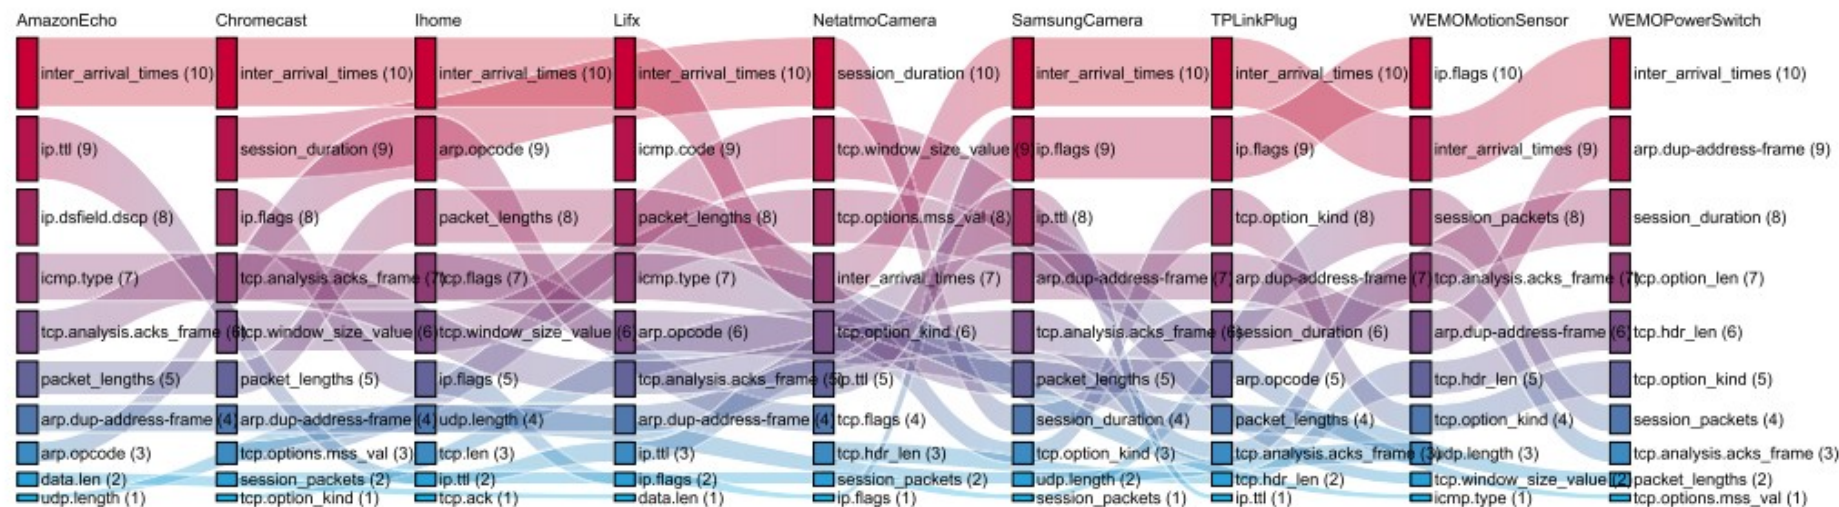 AmazonEcho Chromecast Ihome Lifx NetatmoCamera SamsungCamera TPLinkPlug WEMOMotionSensor WEMOPowerSwitch
inter_arrival_times (10) inter_arrival_times (10) inter_arrival_times (10) inter_arrival_times (10) session_duration (10) inter_arrival_times (10) inter_arrival_times (10) ip.flags (10) inter_arrival_times (10)
ip.ttl (9) session_duration (9) arp.opcode (9) icmp.code (9) tcp.window_size_value (9) ip.flags (9) ip.flags (9) inter_arrival_times (9) arp.dup-address-frame (9)
ip.dsfield.dscp (8) ip.flags (8) packet_lengths (8) packet_lengths (8) tcp.options.mss_val (8) ip.ttl (8) tcp.option_kind (8) session_packets (8) session_duration (8)
icmp.type (7) tcp.analysis.acks_frame (7) tcp.flags (7) icmp.type (7) inter_arrival_times (7) arp.dup-address-frame (7) arp.dup-address-frame (7) tcp.analysis.acks_frame (7) tcp.option_len (7)
tcp.analysis.acks_frame (6) tcp.window_size_value (6) tcp.window_size_value (6) arp.opcode (6) tcp.option_kind (6) tcp.analysis.acks_frame (6) session_duration (6) arp.dup-address-frame (6) tcp.hdr_len (6)
packet_lengths (5) packet_lengths (5) ip.flags (5) tcp.analysis.acks_frame (5) ip.ttl (5) packet_lengths (5) arp.opcode (5) tcp.hdr_len (5) tcp.option_kind (5)
arp.dup-address-frame (4) arp.dup-address-frame (4) udp.length (4) arp.dup-address-frame (4) tcp.flags (4) session_duration (4) packet_lengths (4) tcp.option_kind (4) session_packets (4)
arp.opcode (3) tcp.options.mss_val (3) tcp.len (3) ip.ttl (3) tcp.hdr_len (3) tcp.option_kind (3) tcp.analysis.acks_frame (3) udp.length (3) tcp.analysis.acks_frame (3)
data.len (2) session_packets (2) ip.ttl (2) ip.flags (2) session_packets (2) udp.length (2) tcp.hdr_len (2) tcp.window_size_value (2) packet_lengths (2)
udp.length (1) tcp.option_kind (1) tcp.ack (1) data.len (1) ip.flags (1) session_packets (1) ip.ttl (1) icmp.type (1) tcp.options.mss_val (1)